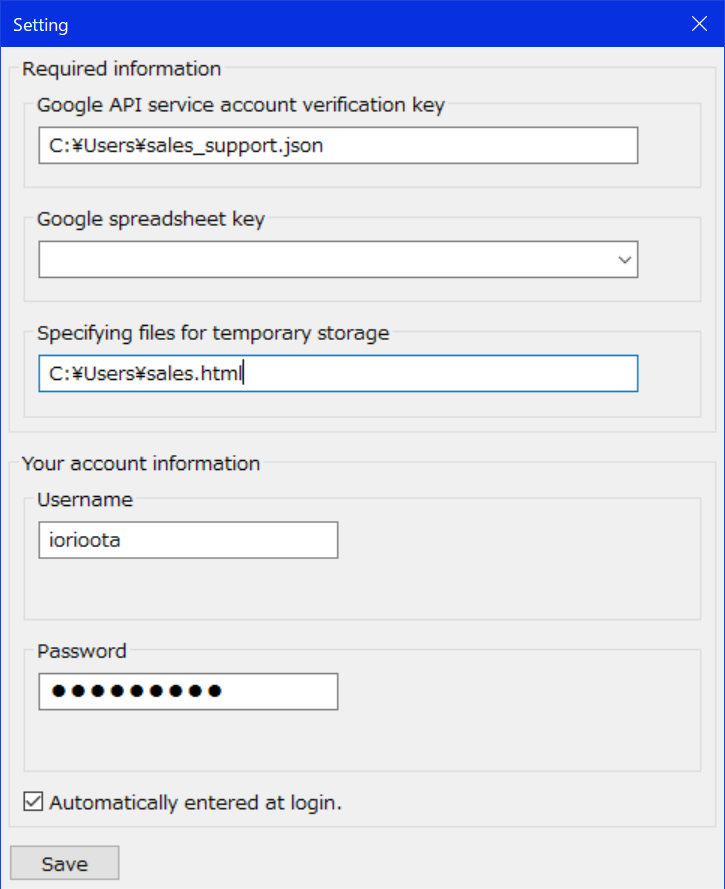 Setting
Required information
Google API service account verification key
C:¥Users¥sales_support.json
Google spreadsheet key
Specifying files for temporary storage
C:¥Users¥sales.html
Your account information
Username
iorioota
Password
●●●●●●●●●
Automatically entered at login.
Save